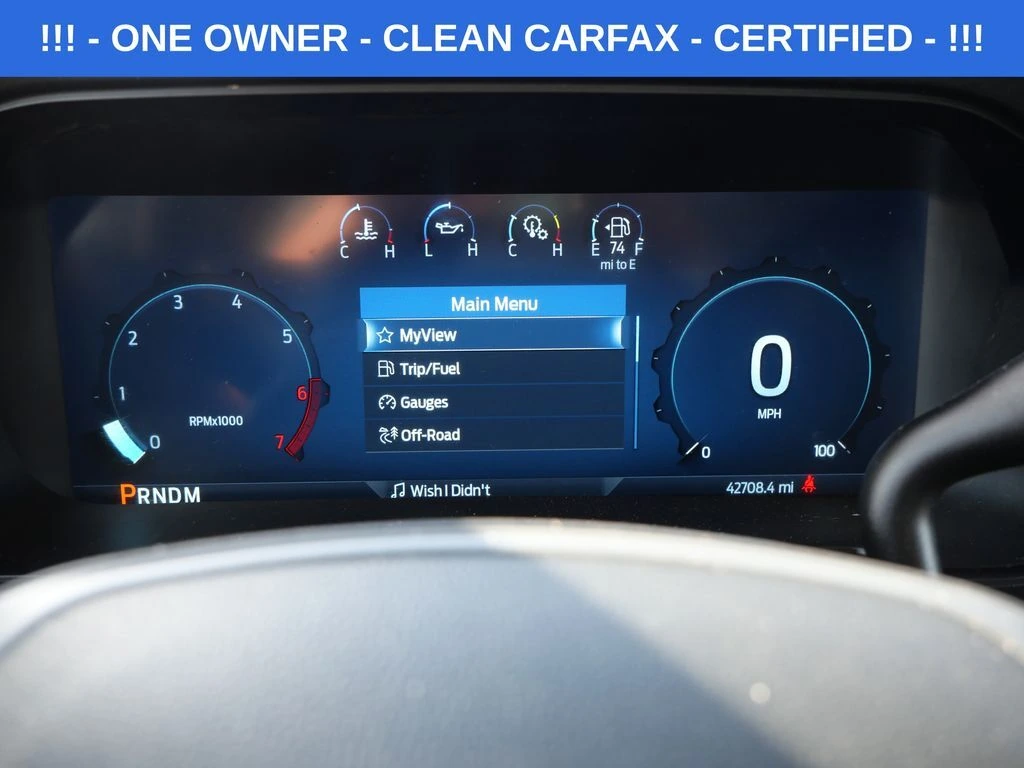 !!! - ONE OWNER - CLEAN CARFAX - CERTIFIED - !!!
C H
L H
C H
E 74 F
mi to E
Main Menu
MyView
Trip/Fuel
Gauges
Off-Road
0
1
2
3
4
5
6
7
RPMx1000
0
MPH
0
100
PRNDM
Wish I Didn't
42708.4 mi